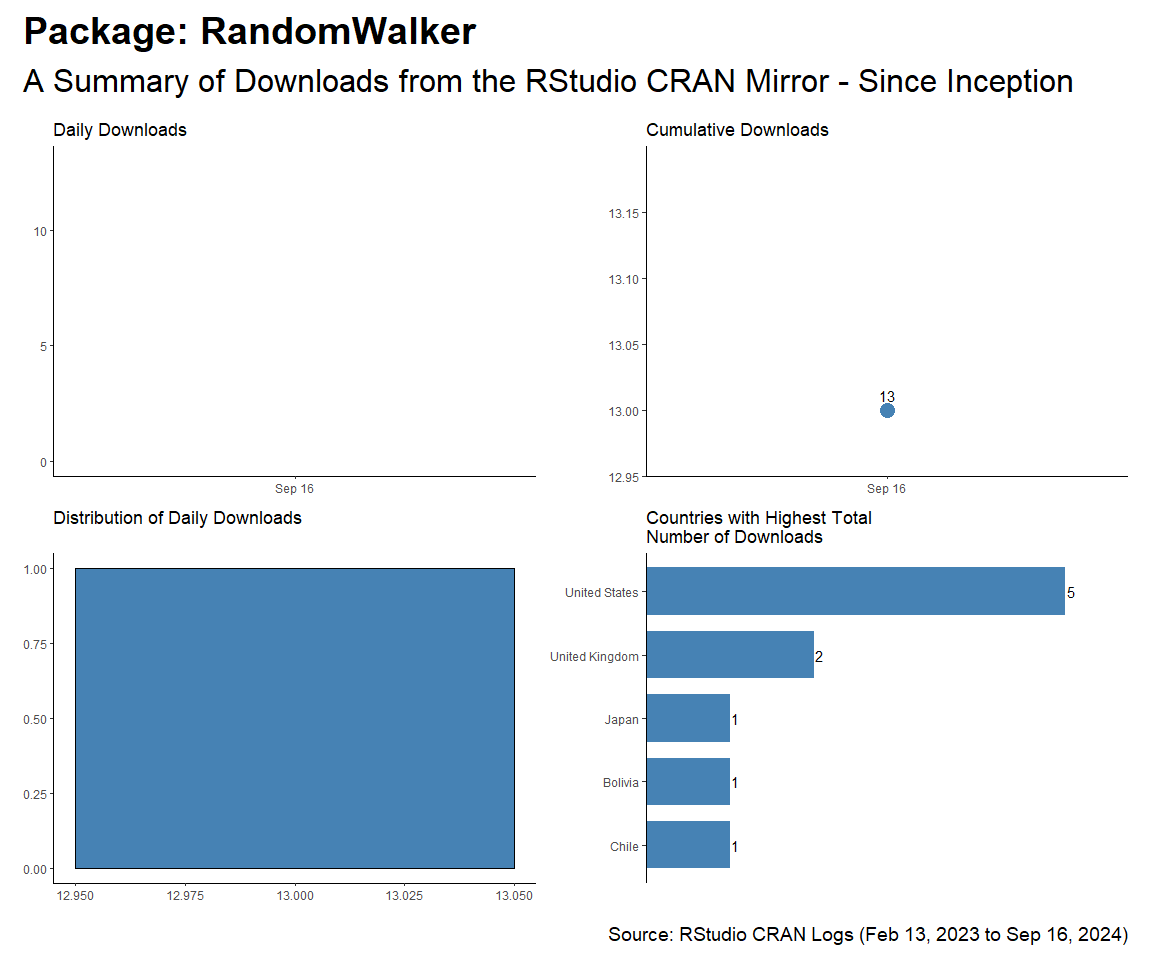 Package: RandomWalker
A Summary of Downloads from the RStudio CRAN Mirror - Since Inception
Daily Downloads
10
5
0
Sep 16
Cumulative Downloads
13.15
13.10
13.05
13.00
12.95
13
Sep 16
Distribution of Daily Downloads
1.00
0.75
0.50
0.25
0.00
12.950 12.975 13.000 13.025 13.050
Countries with Highest Total
Number of Downloads
United States 5
United Kingdom 2
Japan 1
Bolivia 1
Chile 1
Source: RStudio CRAN Logs (Feb 13, 2023 to Sep 16, 2024)